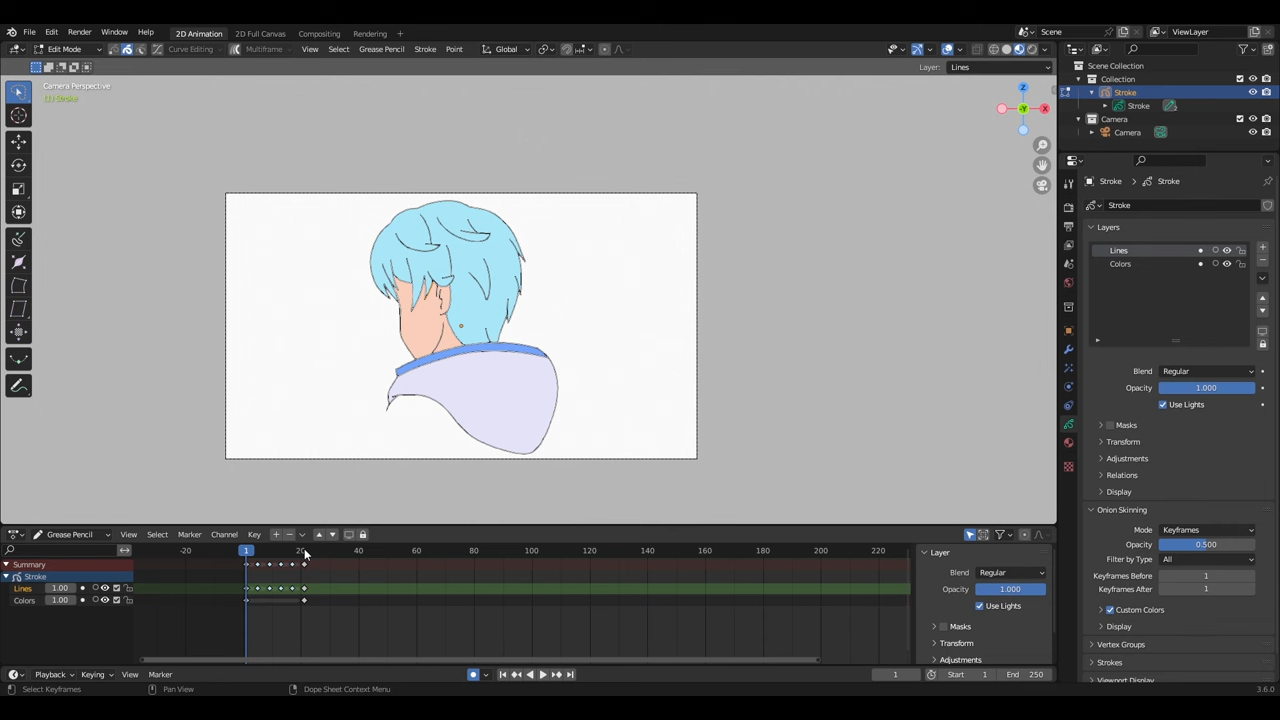 File Edit Render Window Help 2D Animation 2D Full Canvas Compositing Rendering + Scene ViewLayer
Edit Mode Curve Editing Multiframe View Select Grease Pencil Stroke Point Global
Layer: Lines
Scene Collection
Collection
Stroke
Stroke 2
Camera
Camera
Camera Perspective
(1) Stroke
Z
-Y X
Stroke Stroke
Stroke
Layers
Lines
Colors
Blend Regular
Opacity 1.000
Use Lights
Masks
Transform
Adjustments
Relations
Display
Onion Skinning
Mode Keyframes
Opacity 0.500
Filter by Type All
Keyframes Before 1
Keyframes After 1
Custom Colors
Display
Vertex Groups
Strokes
Viewport Display
Grease Pencil View Select Marker Channel Key
-20 1 20 40 60 80 100 120 140 160 180 200 220
Summary
Stroke
Lines 1.00
Colors 1.00
Layer
Blend Regular
Opacity 1.000
Use Lights
Masks
Transform
Adjustments
Playback Keying View Marker 1 Start 1 End 250
Select Keyframes Pan View Dope Sheet Context Menu 3.6.0